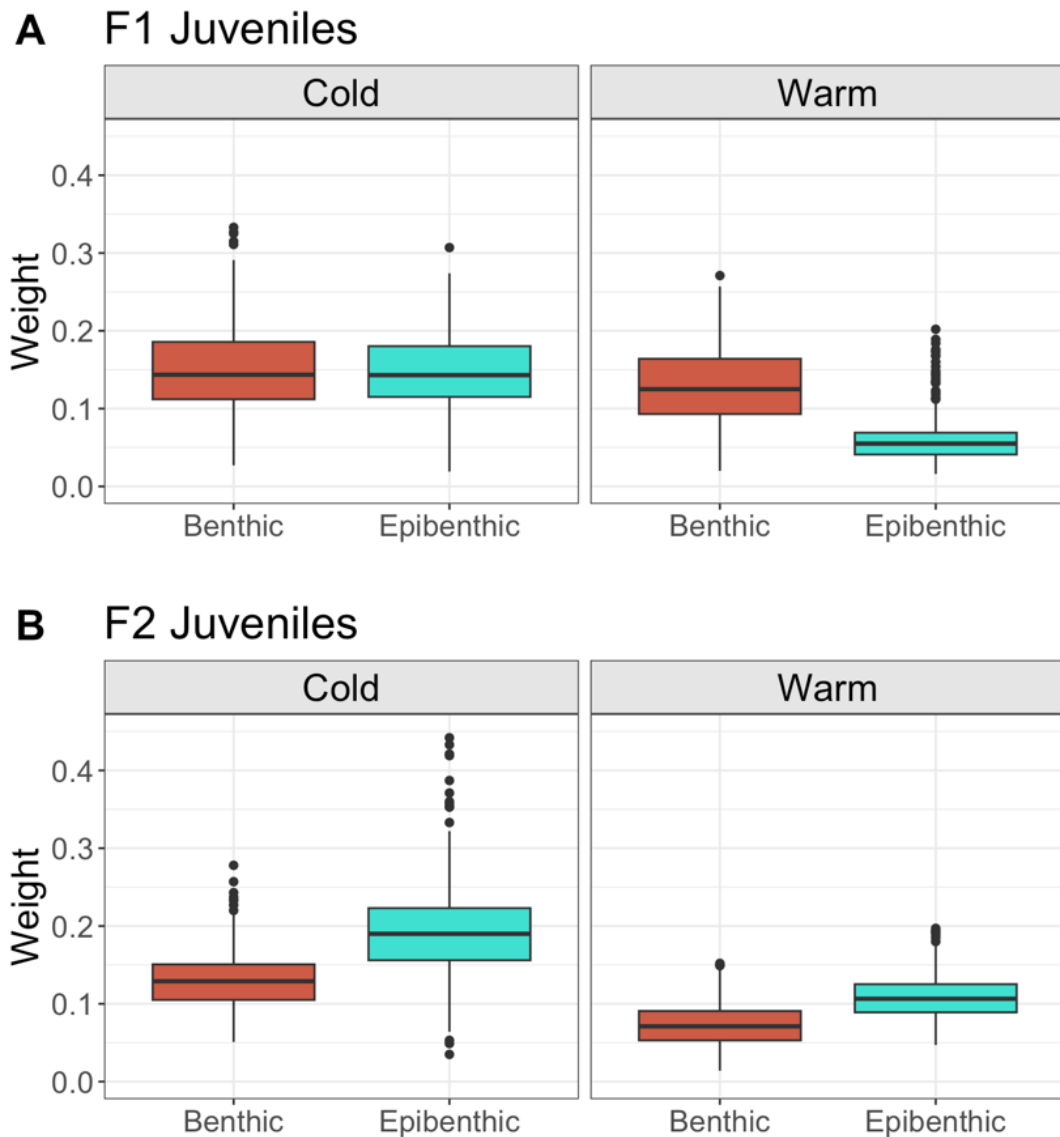 A F1 Juveniles
Cold Warm
Weight
0.4
0.3
0.2
0.1
0.0
Benthic Epibenthic Benthic Epibenthic
B F2 Juveniles
Cold Warm
Weight
0.4
0.3
0.2
0.1
0.0
Benthic Epibenthic Benthic Epibenthic